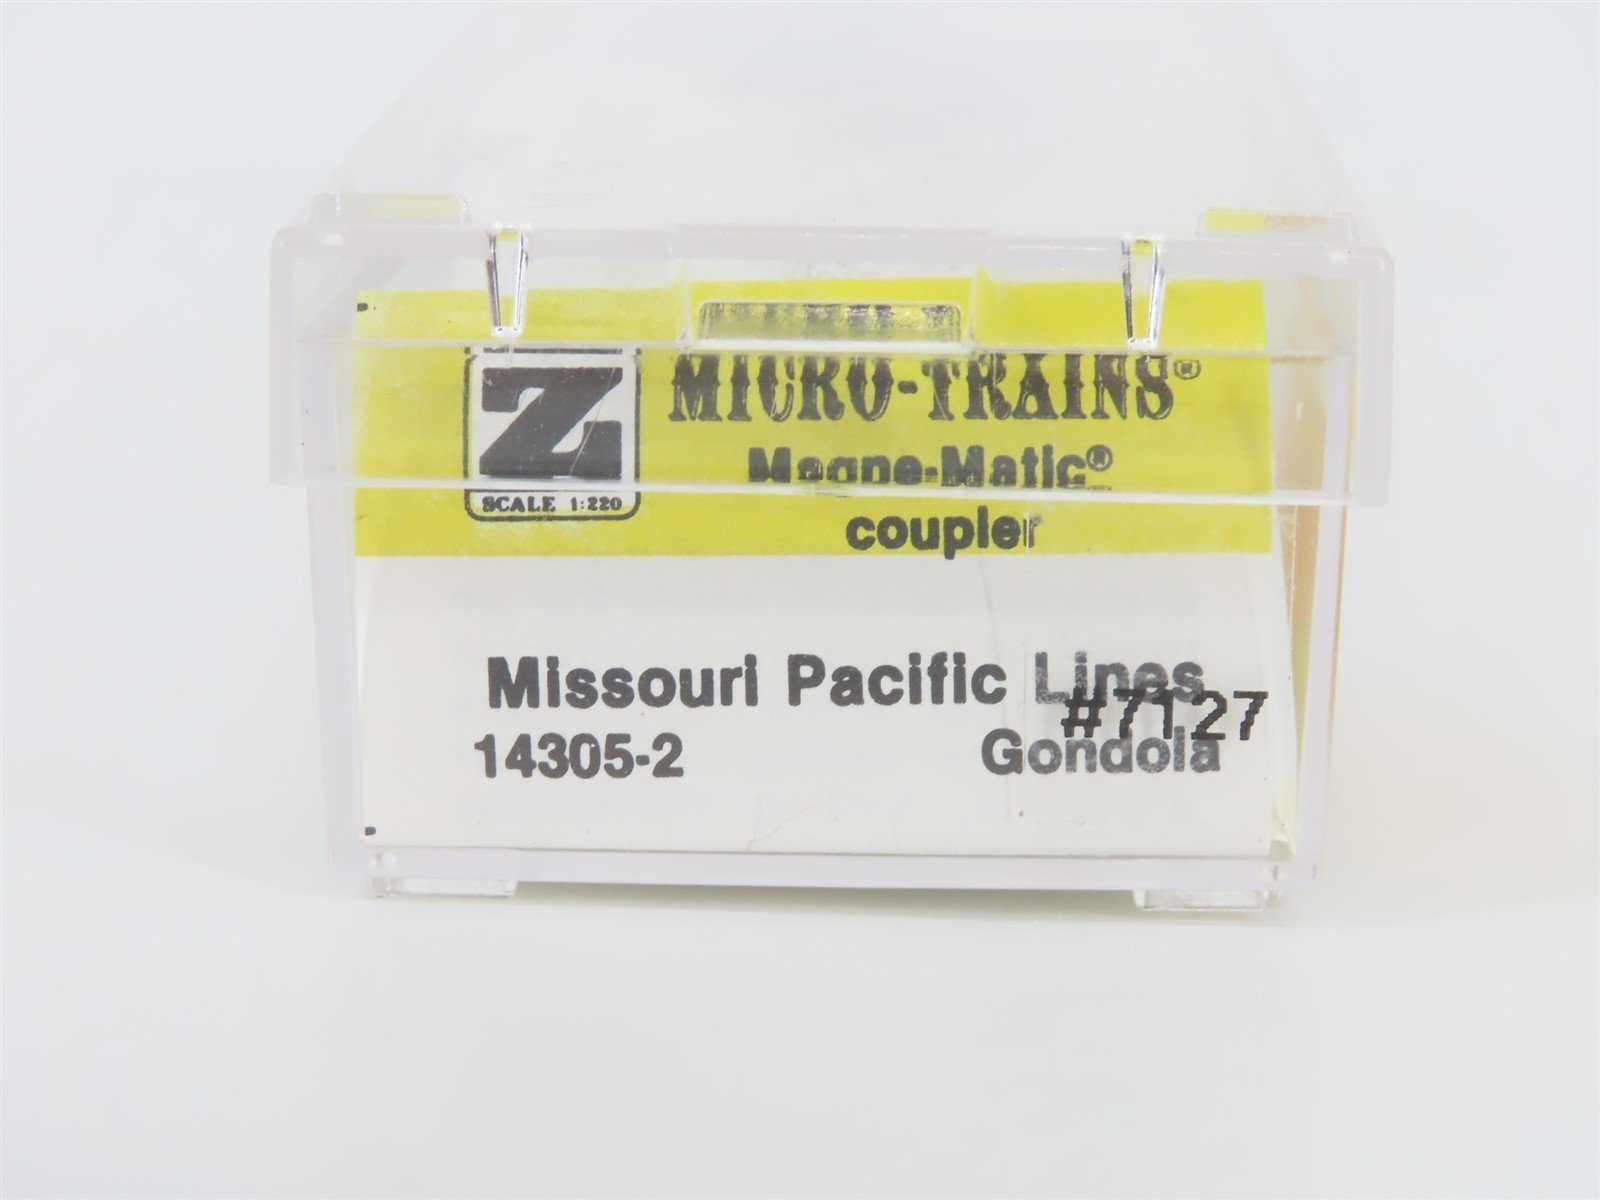 MICRO-TRAINS®
Z
SCALE 1:220
Magne-Matic®
coupler
Missouri Pacific Lines
#7127
14305-2 Gondola